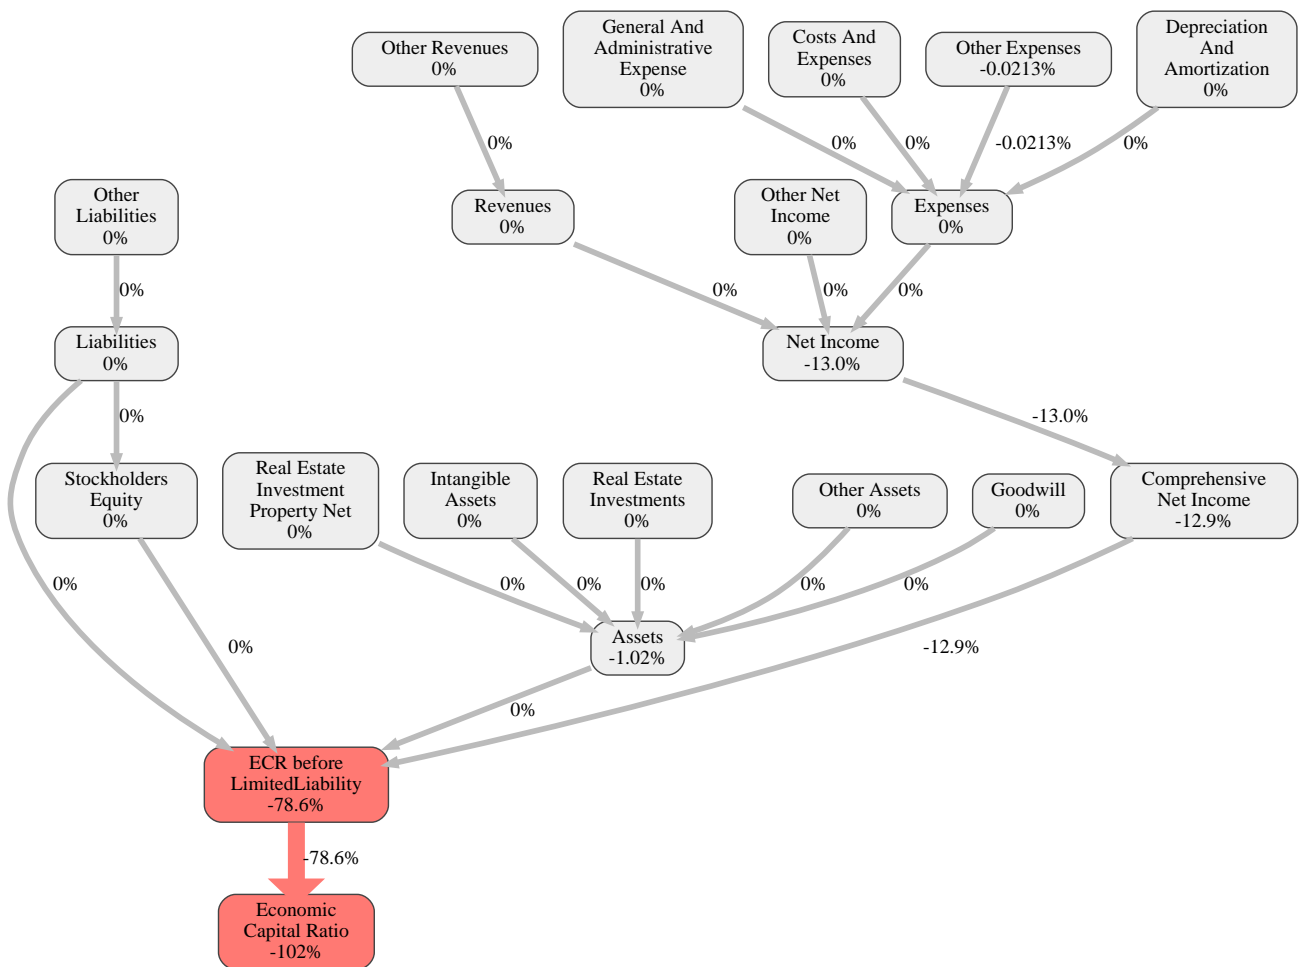 Other Revenues
0%
General And
Administrative
Expense
0%
Costs And
Expenses
0%
Other Expenses
-0.0213%
Depreciation
And
Amortization
0%
0%
0%
0%
-0.0213%
0%
Other
Liabilities
0%
Revenues
0%
Other Net
Income
0%
Expenses
0%
0%
0%
0%
0%
Liabilities
0%
Net Income
-13.0%
0%
-13.0%
Stockholders
Equity
0%
Real Estate
Investment
Property Net
0%
Intangible
Assets
0%
Real Estate
Investments
0%
Other Assets
0%
Goodwill
0%
Comprehensive
Net Income
-12.9%
0%
0%
0%
0%
0%
0%
0%
Assets
-1.02%
-12.9%
0%
ECR before
LimitedLiability
-78.6%
-78.6%
Economic
Capital Ratio
-102%